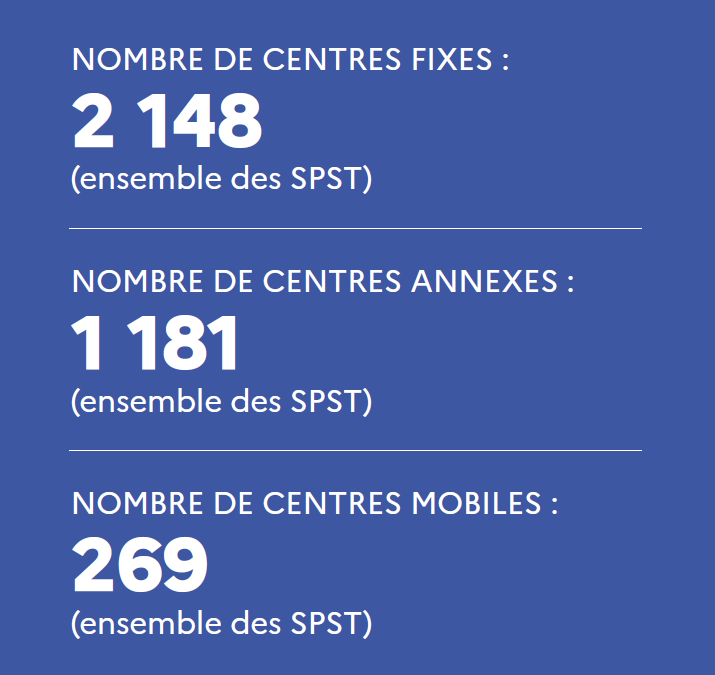 NOMBRE DE CENTRES FIXES :
2 148
(ensemble des SPST)
NOMBRE DE CENTRES ANNEXES :
1 181
(ensemble des SPST)
NOMBRE DE CENTRES MOBILES :
269
(ensemble des SPST)